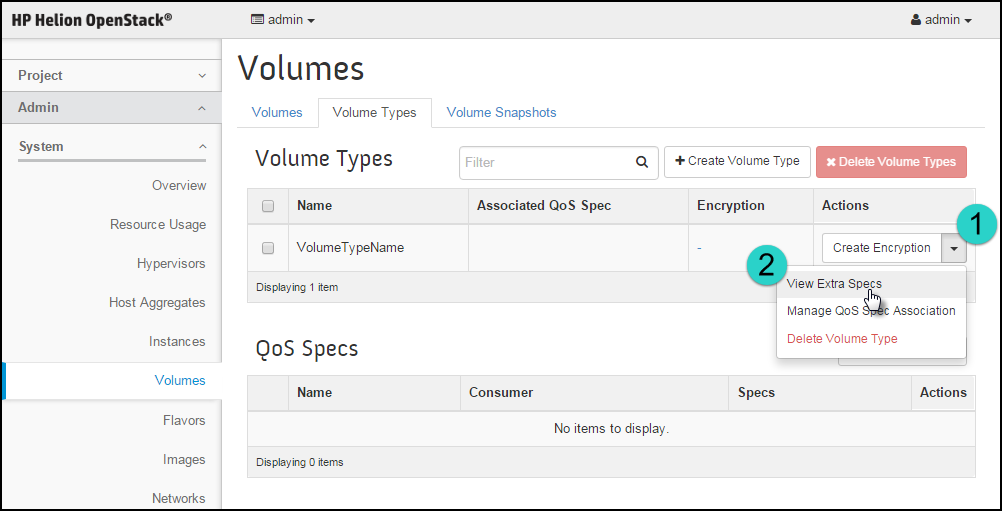 HP Helion OpenStack®
admin
admin
Project
Admin
System
Overview
Resource Usage
Hypervisors
Host Aggregates
Instances
Volumes
Flavors
Images
Networks
Volumes
Volumes
Volume Types
Volume Snapshots
Volume Types
Filter
Create Volume Type
Delete Volume Types
Name Associated QoS Spec Encryption Actions
1
VolumeTypeName - Create Encryption
2
Displaying 1 item
View Extra Specs
Manage QoS Spec Association
Delete Volume Type
QoS Specs
Name Consumer Specs Actions
No items to display.
Displaying 0 items